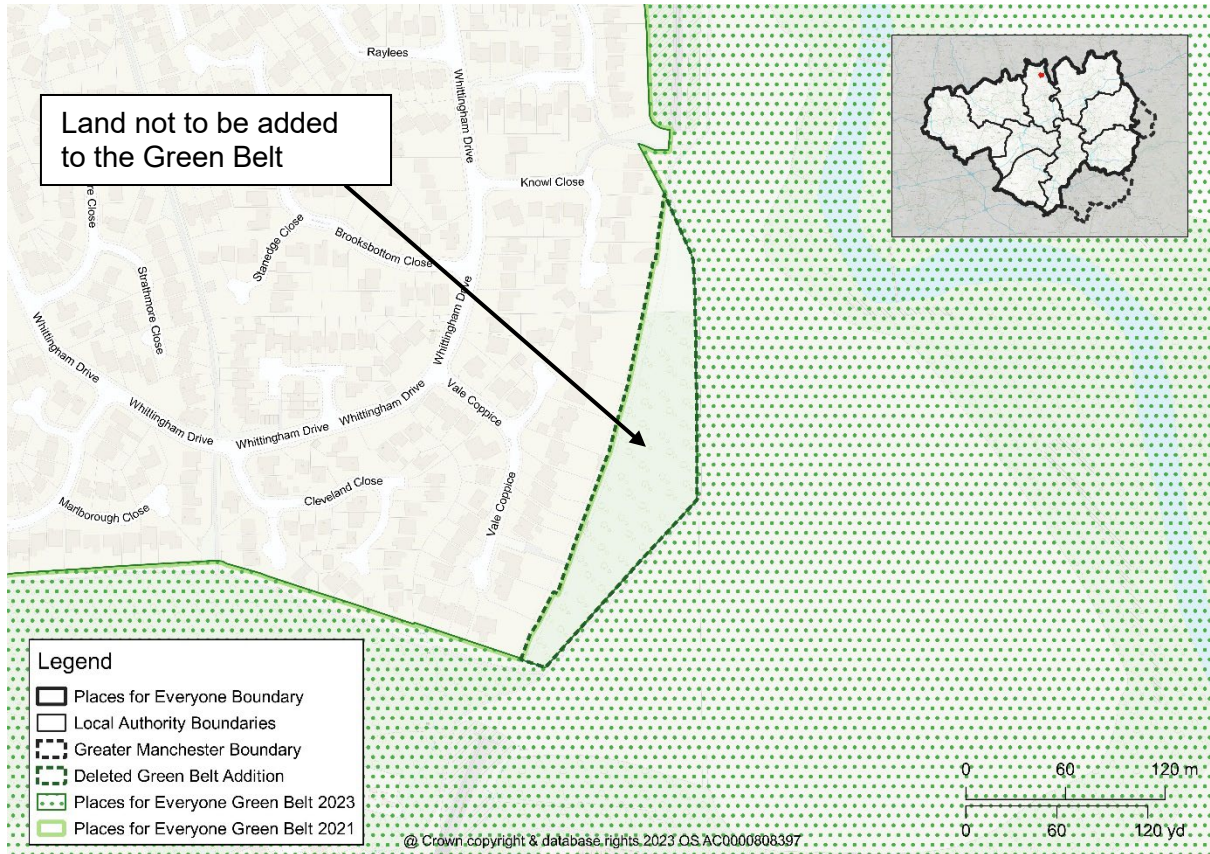 Land not to be added
to the Green Belt
Raylees
Whittingham Drive
Knowl Close
re Close
Stanedge Close
Brooksbottom Close
Strathmore Close
Whittingham Drive
Whittingham Drive
Whittingham Drive
Whittingham Drive
Vale Coppice
Cleveland Close
Marlborough Close
Vale Coppice
Legend
Places for Everyone Boundary
Local Authority Boundaries
Greater Manchester Boundary
Deleted Green Belt Addition
Places for Everyone Green Belt 2023
Places for Everyone Green Belt 2021
@ Crown copyright & database rights 2023 OS AC0000808397
0 60 120 m
0 60 120 yd